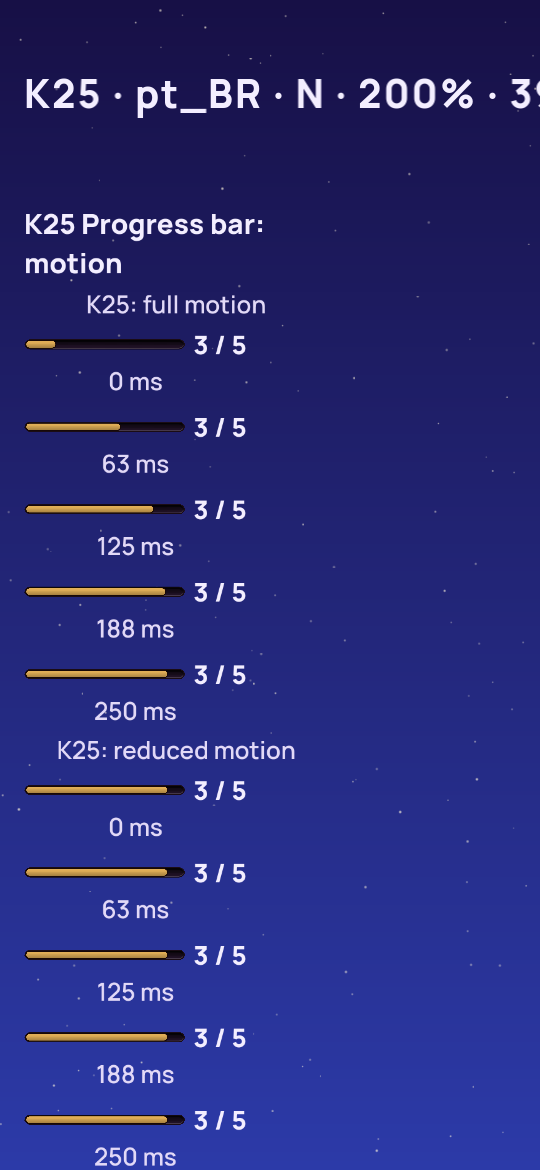 K25 · pt_BR · N · 200% · 39
K25 Progress bar:
motion
K25: full motion
3 / 5
0 ms
3 / 5
63 ms
3 / 5
125 ms
3 / 5
188 ms
3 / 5
250 ms
K25: reduced motion
3 / 5
0 ms
3 / 5
63 ms
3 / 5
125 ms
3 / 5
188 ms
3 / 5
250 ms